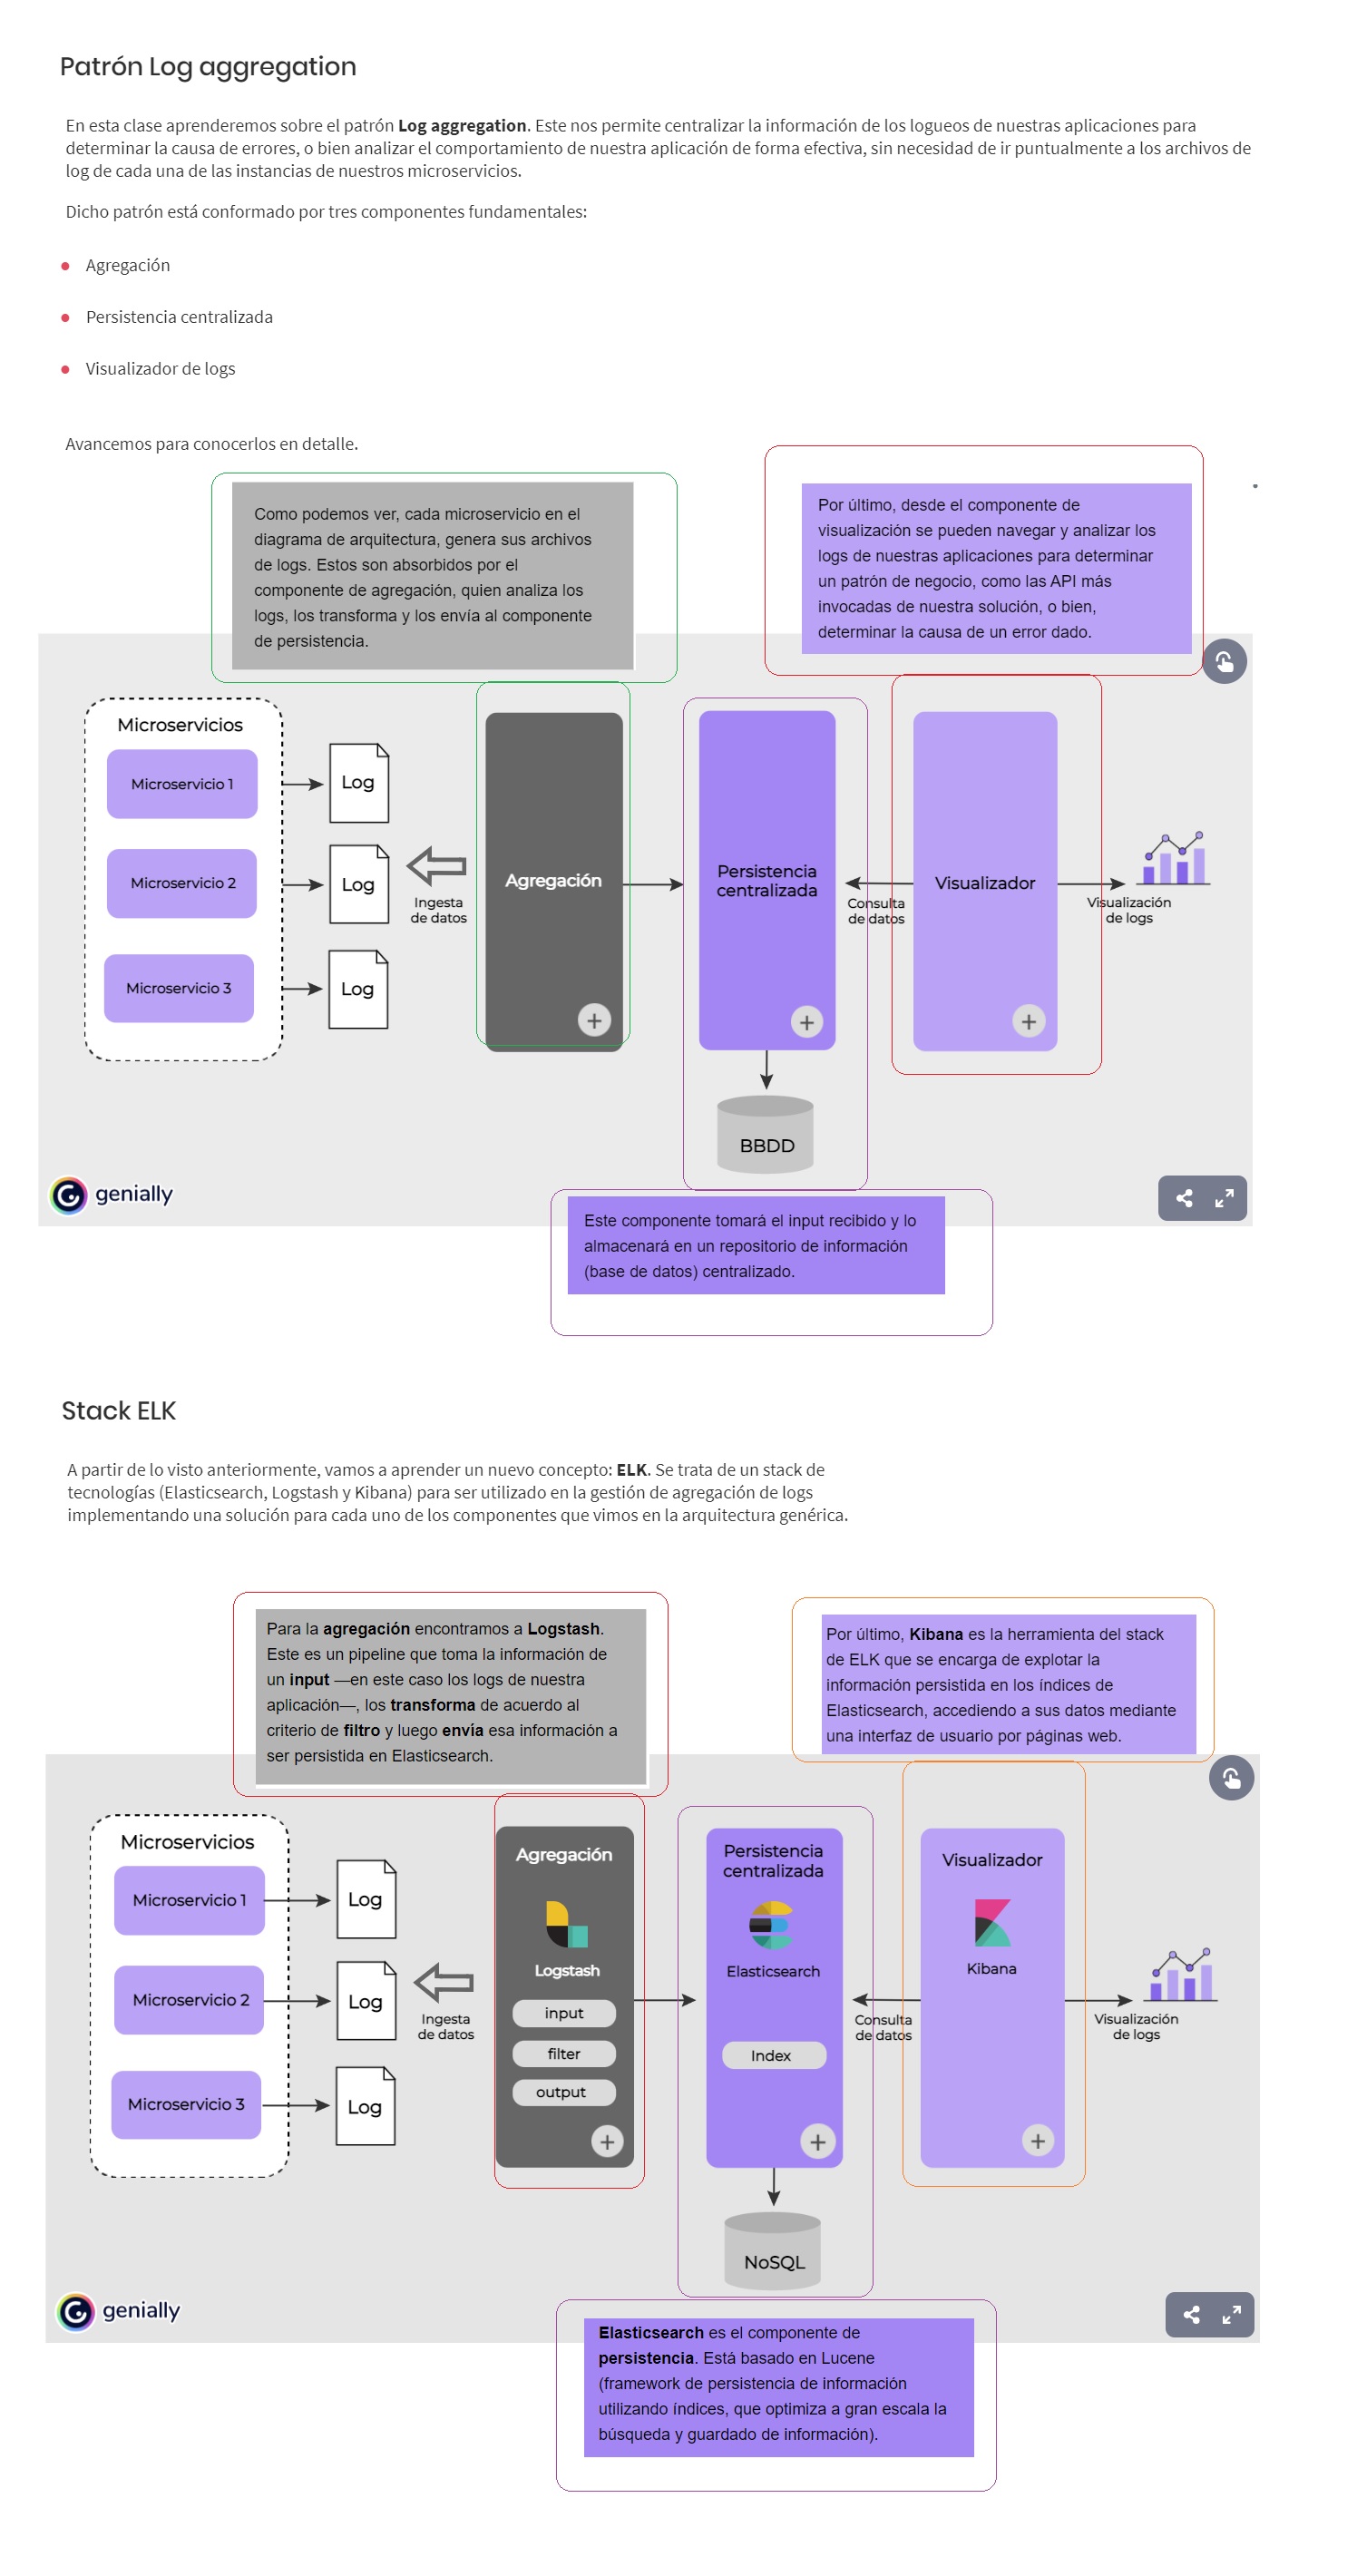 Patrón Log aggregation
En esta clase aprenderemos sobre el patrón Log aggregation. Este nos permite centralizar la información de los logueos de nuestras aplicaciones para
determinar la causa de errores, o bien analizar el comportamiento de nuestra aplicación de forma efectiva, sin necesidad de ir puntualmente a los archivos de
log de cada una de las instancias de nuestros microservicios.
Dicho patrón está conformado por tres componentes fundamentales:
Agregación
Persistencia centralizada
Visualizador de logs
Avancemos para conocerlos en detalle.
Como podemos ver, cada microservicio en el
diagrama de arquitectura, genera sus archivos
de logs. Estos son absorbidos por el
componente de agregación, quien analiza los
logs, los transforma y los envía al componente
de persistencia.
Por último, desde el componente de
visualización se pueden navegar y analizar los
logs de nuestras aplicaciones para determinar
un patrón de negocio, como las API más
invocadas de nuestra solución, o bien,
determinar la causa de un error dado.
Microservicios
Microservicio 1
Microservicio 2
Microservicio 3
Log
Log
Log
Ingesta
de datos
Agregación
Persistencia
centralizada
Consulta
de datos
Visualizador
Visualización
de logs
BBDD
genially
Este componente tomará el input recibido y lo
almacenará en un repositorio de información
(base de datos) centralizado.
Stack ELK
A partir de lo visto anteriormente, vamos a aprender un nuevo concepto: ELK. Se trata de un stack de
tecnologías (Elasticsearch, Logstash y Kibana) para ser utilizado en la gestión de agregación de logs
implementando una solución para cada uno de los componentes que vimos en la arquitectura genérica.
Para la agregación encontramos a Logstash.
Este es un pipeline que toma la información de
un input —en este caso los logs de nuestra
aplicación—, los transforma de acuerdo al
criterio de filtro y luego envía esa información a
ser persistida en Elasticsearch.
Por último, Kibana es la herramienta del stack
de ELK que se encarga de explotar la
información persistida en los índices de
Elasticsearch, accediendo a sus datos mediante
una interfaz de usuario por páginas web.
Microservicios
Microservicio 1
Microservicio 2
Microservicio 3
Log
Log
Log
Ingesta
de datos
Agregación
Logstash
input
filter
output
Persistencia
centralizada
Elasticsearch
Index
Consulta
de datos
Visualizador
Kibana
Visualización
de logs
NoSQL
genially
Elasticsearch es el componente de
persistencia. Está basado en Lucene
(framework de persistencia de información
utilizando índices, que optimiza a gran escala la
búsqueda y guardado de información).